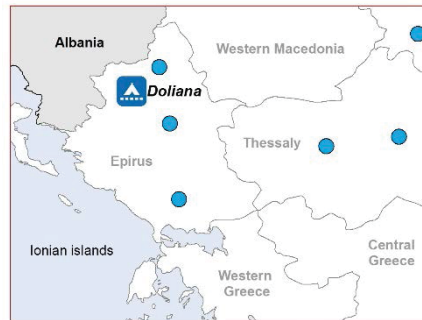 Albania
Western Macedonia
Doliana
Thessaly
Epirus
Ionian islands
Central
Greece
Western
Greece